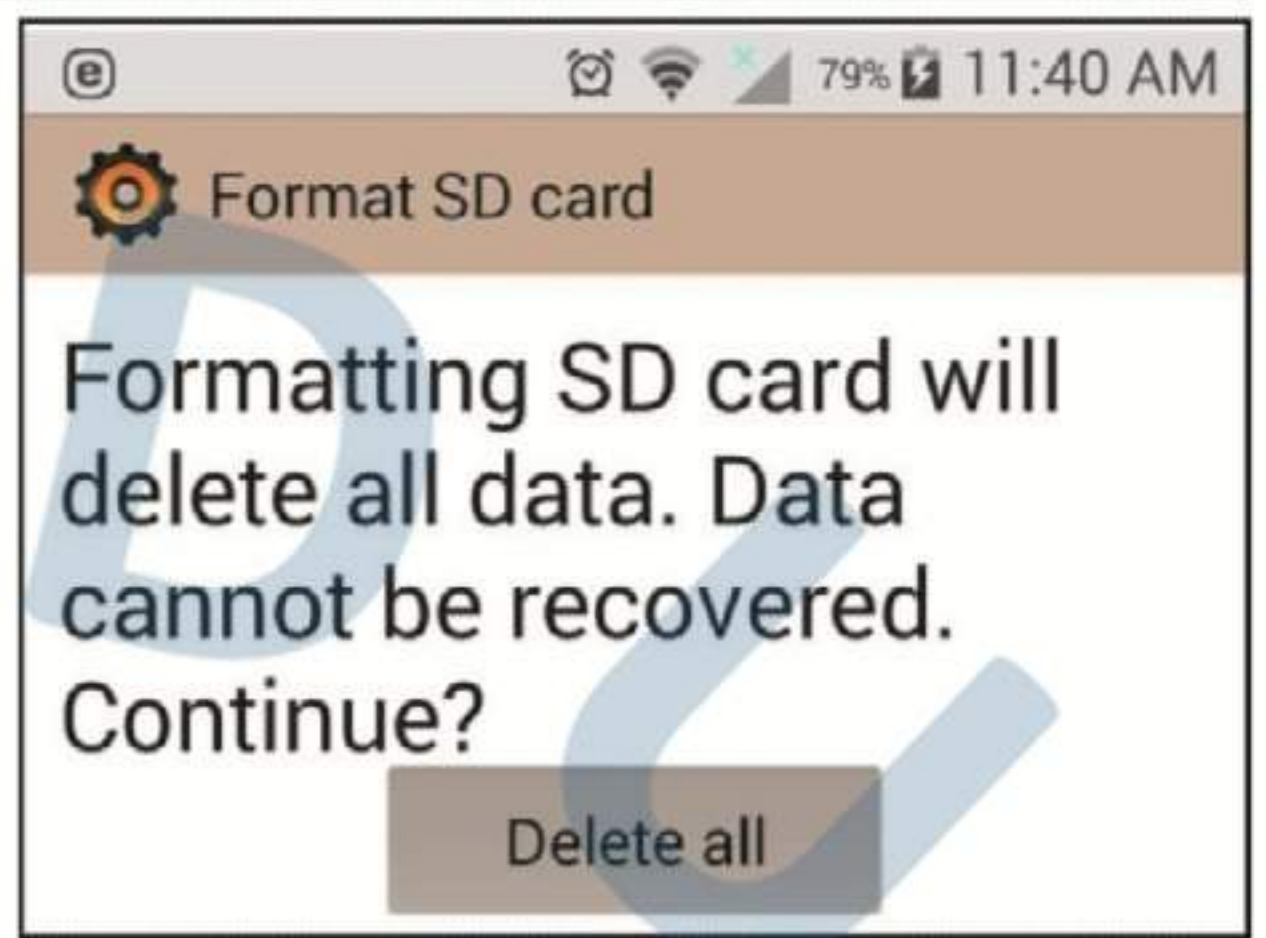 e 79% 11:40 AM
Format SD card
Formatting SD card will
delete all data. Data
cannot be recovered.
Continue?
Delete all